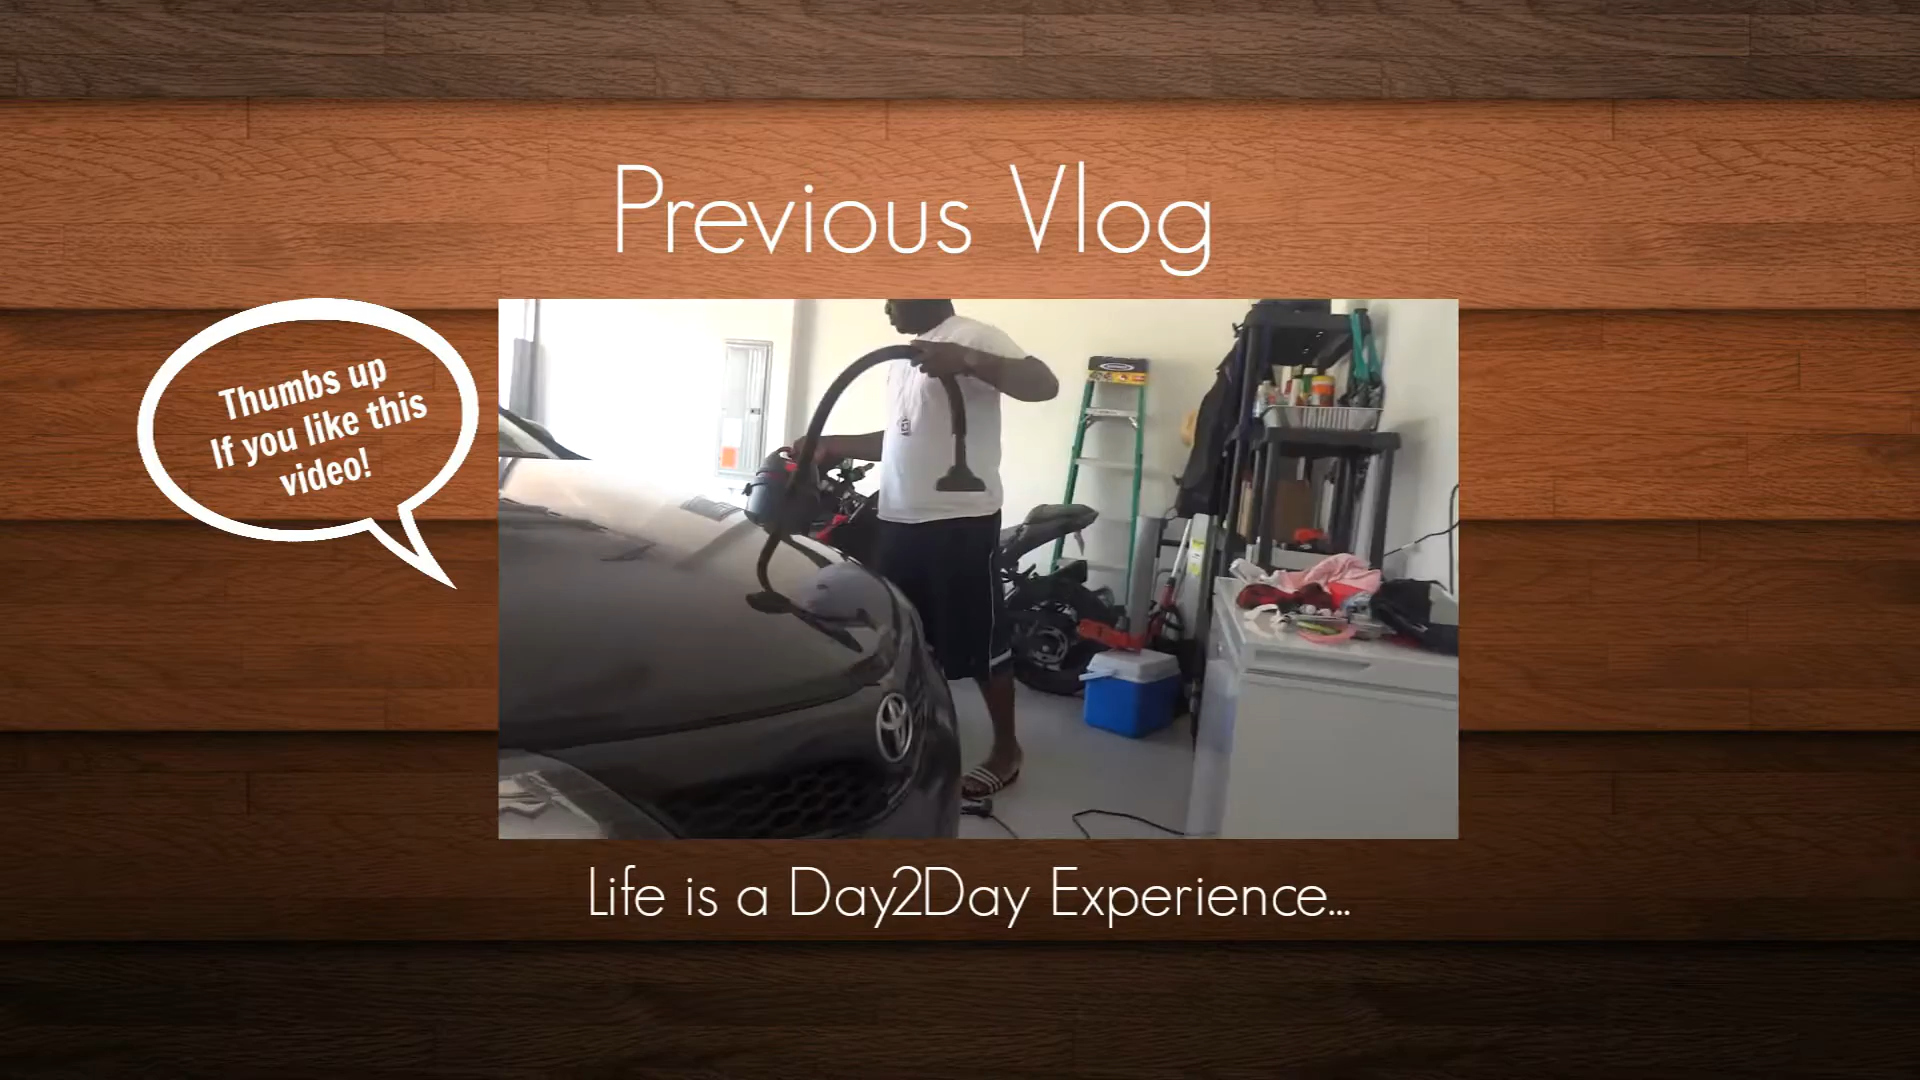 Previous Vlog
Thumbs up
If you like this
video!
Life is a Day2Day Experience...